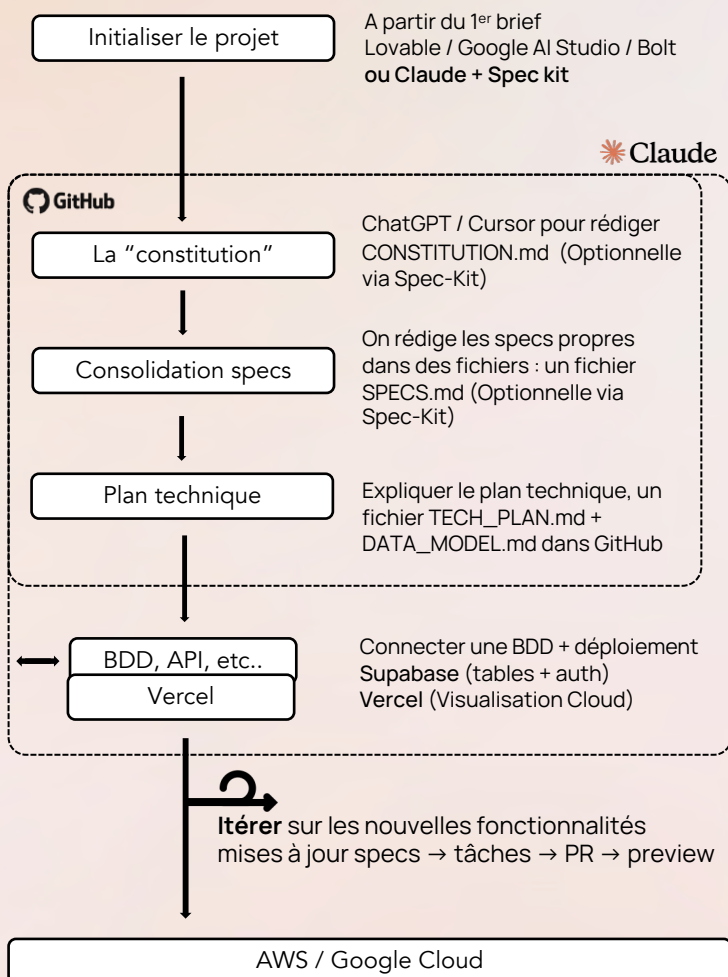 Initialiser le projet
A partir du 1er brief
Lovable / Google AI Studio / Bolt
ou Claude + Spec kit
Claude
GitHub
La “constitution”
ChatGPT / Cursor pour rédiger
CONSTITUTION.md (Optionnelle
via Spec-Kit)
Consolidation specs
On rédige les specs propres
dans des fichiers : un fichier
SPECS.md (Optionnelle via
Spec-Kit)
Plan technique
Expliquer le plan technique, un
fichier TECH_PLAN.md +
DATA_MODEL.md dans GitHub
BDD, API, etc..
Vercel
Connecter une BDD + déploiement
Supabase (tables + auth)
Vercel (Visualisation Cloud)
Itérer sur les nouvelles fonctionnalités
mises à jour specs → tâches → PR → preview
AWS / Google Cloud